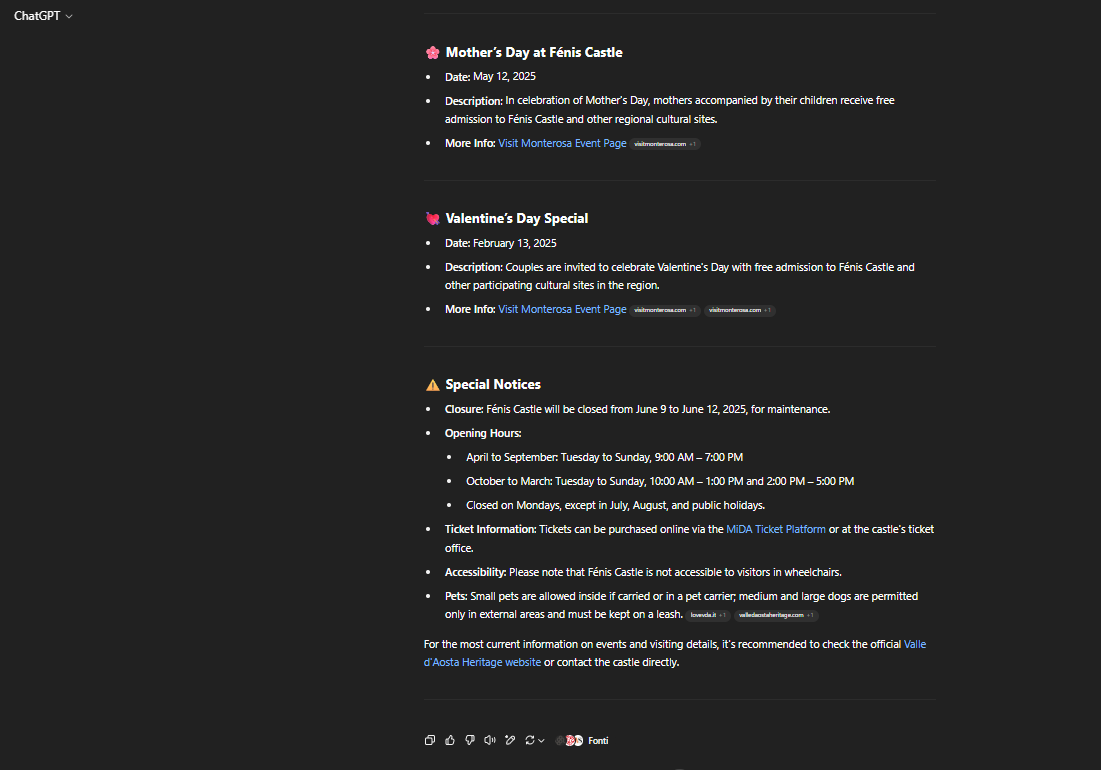 ChatGPT
Mother's Day at Fénis Castle
Date: May 12, 2025
Description: In celebration of Mother's Day, mothers accompanied by their children receive free
admission to Fénis Castle and other regional cultural sites.
More Info: Visit Monterosa Event Page visitmonterosa.com +1
Valentine's Day Special
Date: February 13, 2025
Description: Couples are invited to celebrate Valentine's Day with free admission to Fénis Castle and
other participating cultural sites in the region.
More Info: Visit Monterosa Event Page visitmonterosa.com +1 visitmonterosa.com +1
Special Notices
Closure: Fénis Castle will be closed from June 9 to June 12, 2025, for maintenance.
Opening Hours:
April to September: Tuesday to Sunday, 9:00 AM – 7:00 PM
October to March: Tuesday to Sunday, 10:00 AM – 1:00 PM and 2:00 PM – 5:00 PM
Closed on Mondays, except in July, August, and public holidays.
Ticket Information: Tickets can be purchased online via the MiDA Ticket Platform or at the castle's ticket
office.
Accessibility: Please note that Fénis Castle is not accessible to visitors in wheelchairs.
Pets: Small pets are allowed inside if carried or in a pet carrier; medium and large dogs are permitted
only in external areas and must be kept on a leash. lovevda.it +1 valledaostaheritage.com +1
For the most current information on events and visiting details, it's recommended to check the official Valle
d'Aosta Heritage website or contact the castle directly.
Fonti